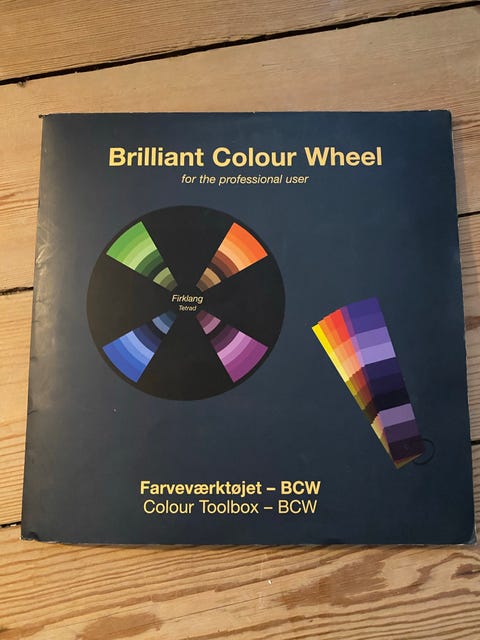 Brilliant Colour Wheel
for the professional user
Firklang
Tetrad
Farveværktøjet – BCW
Colour Toolbox – BCW